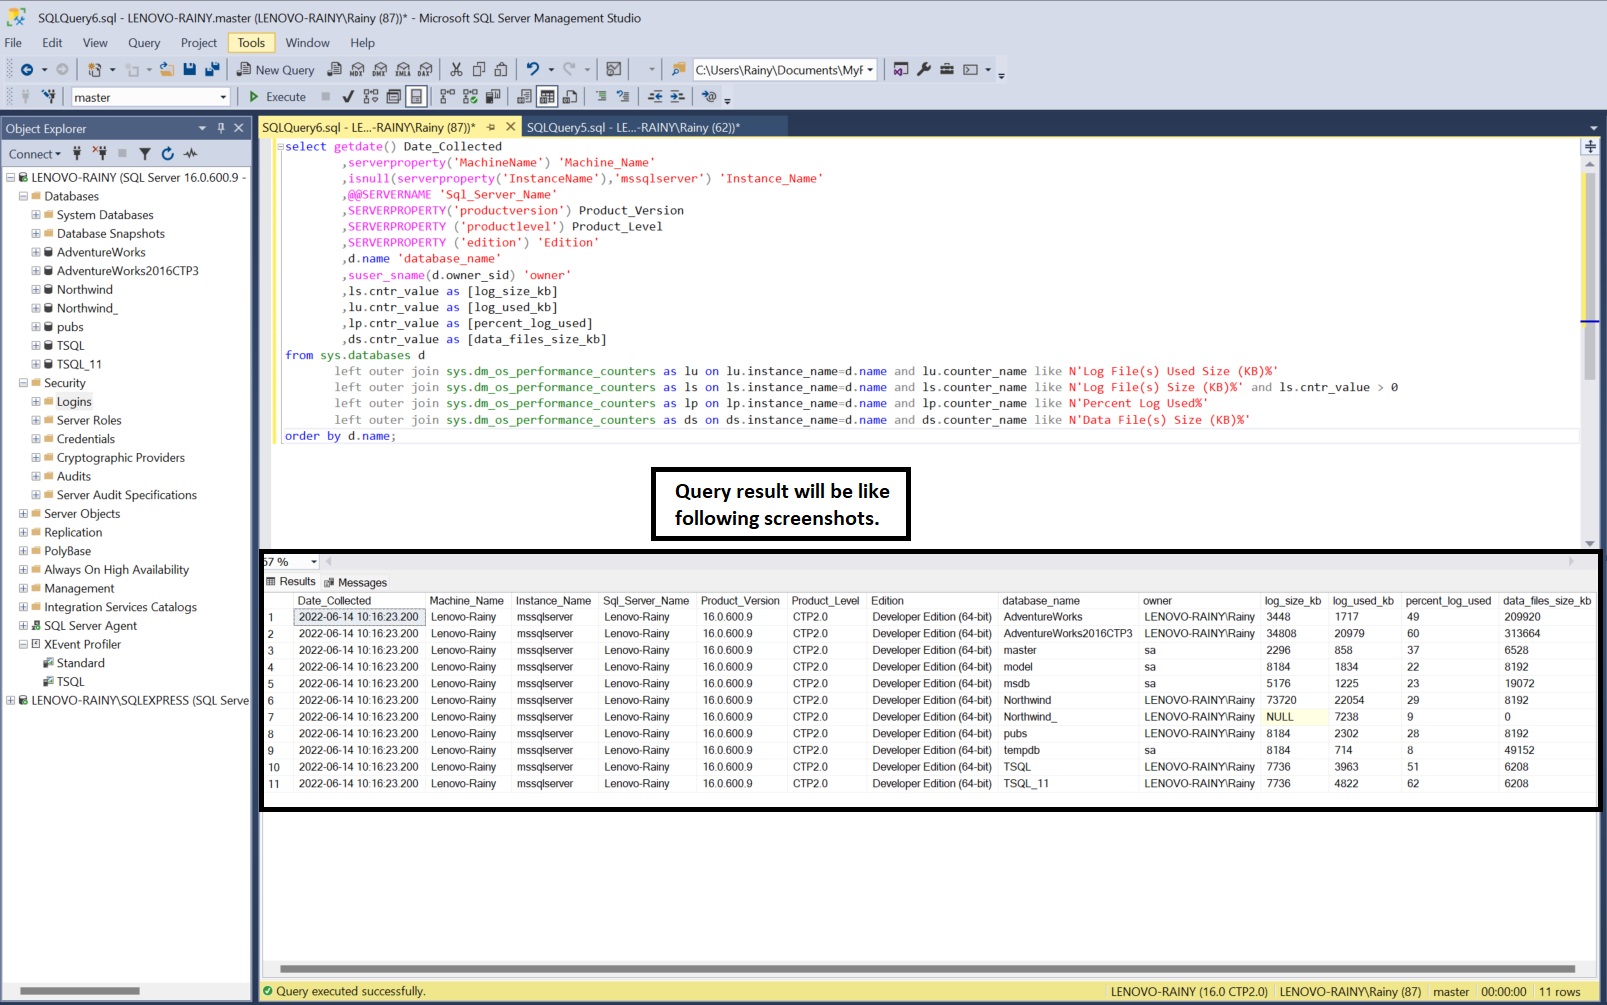 SQLQuery6.sql - LENOVO-RAINY.master (LENOVO-RAINY\Rainy (87))* - Microsoft SQL Server Management Studio
File Edit View Query Project Tools Window Help
New Query MDX DMX XMLA DAX C:\Users\Rainy\Documents\MyF
master Execute
Object Explorer
Connect
LENOVO-RAINY (SQL Server 16.0.600.9 -
Databases
System Databases
Database Snapshots
AdventureWorks
AdventureWorks2016CTP3
Northwind
Northwind_
pubs
TSQL
TSQL_11
Security
Logins
Server Roles
Credentials
Cryptographic Providers
Audits
Server Audit Specifications
Server Objects
Replication
PolyBase
Always On High Availability
Management
Integration Services Catalogs
SQL Server Agent
XEvent Profiler
Standard
TSQL
LENOVO-RAINY\SQLEXPRESS (SQL Serve
SQLQuery6.sql - LE...-RAINY\Rainy (87))* SQLQuery5.sql - LE...-RAINY\Rainy (62))*
select getdate() Date_Collected
,serverproperty('MachineName') 'Machine_Name'
,isnull(serverproperty('InstanceName'),'mssqlserver') 'Instance_Name'
,@@SERVERNAME 'Sql_Server_Name'
,SERVERPROPERTY('productversion') Product_Version
,SERVERPROPERTY ('productlevel') Product_Level
,SERVERPROPERTY ('edition') 'Edition'
,d.name 'database_name'
,suser_sname(d.owner_sid) 'owner'
,ls.cntr_value as [log_size_kb]
,lu.cntr_value as [log_used_kb]
,lp.cntr_value as [percent_log_used]
,ds.cntr_value as [data_files_size_kb]
from sys.databases d
left outer join sys.dm_os_performance_counters as lu on lu.instance_name=d.name and lu.counter_name like N'Log File(s) Used Size (KB)%'
left outer join sys.dm_os_performance_counters as ls on ls.instance_name=d.name and ls.counter_name like N'Log File(s) Size (KB)%' and ls.cntr_value > 0
left outer join sys.dm_os_performance_counters as lp on lp.instance_name=d.name and lp.counter_name like N'Percent Log Used%'
left outer join sys.dm_os_performance_counters as ds on ds.instance_name=d.name and ds.counter_name like N'Data File(s) Size (KB)%'
order by d.name;
Query result will be like
following screenshots.
67 %
Results Messages
Date_Collected Machine_Name Instance_Name Sql_Server_Name Product_Version Product_Level Edition database_name owner log_size_kb log_used_kb percent_log_used data_files_size_kb
1 2022-06-14 10:16:23.200 Lenovo-Rainy mssqlserver Lenovo-Rainy 16.0.600.9 CTP2.0 Developer Edition (64-bit) AdventureWorks LENOVO-RAINY\Rainy 3448 1717 49 209920
2 2022-06-14 10:16:23.200 Lenovo-Rainy mssqlserver Lenovo-Rainy 16.0.600.9 CTP2.0 Developer Edition (64-bit) AdventureWorks2016CTP3 LENOVO-RAINY\Rainy 34808 20979 60 313664
3 2022-06-14 10:16:23.200 Lenovo-Rainy mssqlserver Lenovo-Rainy 16.0.600.9 CTP2.0 Developer Edition (64-bit) master sa 2296 858 37 6528
4 2022-06-14 10:16:23.200 Lenovo-Rainy mssqlserver Lenovo-Rainy 16.0.600.9 CTP2.0 Developer Edition (64-bit) model sa 8184 1834 22 8192
5 2022-06-14 10:16:23.200 Lenovo-Rainy mssqlserver Lenovo-Rainy 16.0.600.9 CTP2.0 Developer Edition (64-bit) msdb sa 5176 1225 23 19072
6 2022-06-14 10:16:23.200 Lenovo-Rainy mssqlserver Lenovo-Rainy 16.0.600.9 CTP2.0 Developer Edition (64-bit) Northwind LENOVO-RAINY\Rainy 73720 22054 29 8192
7 2022-06-14 10:16:23.200 Lenovo-Rainy mssqlserver Lenovo-Rainy 16.0.600.9 CTP2.0 Developer Edition (64-bit) Northwind_ LENOVO-RAINY\Rainy NULL 7238 9 0
8 2022-06-14 10:16:23.200 Lenovo-Rainy mssqlserver Lenovo-Rainy 16.0.600.9 CTP2.0 Developer Edition (64-bit) pubs LENOVO-RAINY\Rainy 8184 2302 28 8192
9 2022-06-14 10:16:23.200 Lenovo-Rainy mssqlserver Lenovo-Rainy 16.0.600.9 CTP2.0 Developer Edition (64-bit) tempdb sa 8184 714 8 49152
10 2022-06-14 10:16:23.200 Lenovo-Rainy mssqlserver Lenovo-Rainy 16.0.600.9 CTP2.0 Developer Edition (64-bit) TSQL LENOVO-RAINY\Rainy 7736 3963 51 6208
11 2022-06-14 10:16:23.200 Lenovo-Rainy mssqlserver Lenovo-Rainy 16.0.600.9 CTP2.0 Developer Edition (64-bit) TSQL_11 LENOVO-RAINY\Rainy 7736 4822 62 6208
Query executed successfully. LENOVO-RAINY (16.0 CTP2.0) LENOVO-RAINY\Rainy (87) master 00:00:00 11 rows